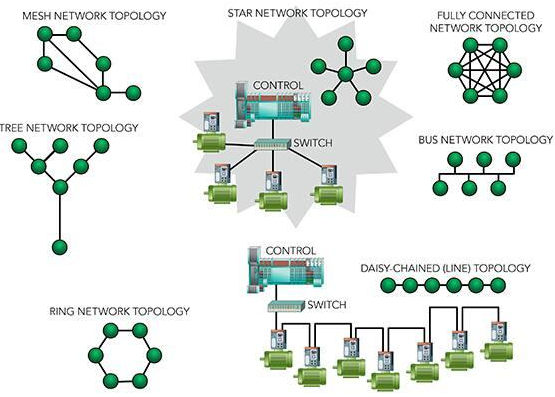 MESH NETWORK TOPOLOGY
STAR NETWORK TOPOLOGY
FULLY CONNECTED
NETWORK TOPOLOGY
CONTROL
SWITCH
TREE NETWORK TOPOLOGY
BUS NETWORK TOPOLOGY
CONTROL
SWITCH
DAISY-CHAINED (LINE) TOPOLOGY
RING NETWORK TOPOLOGY